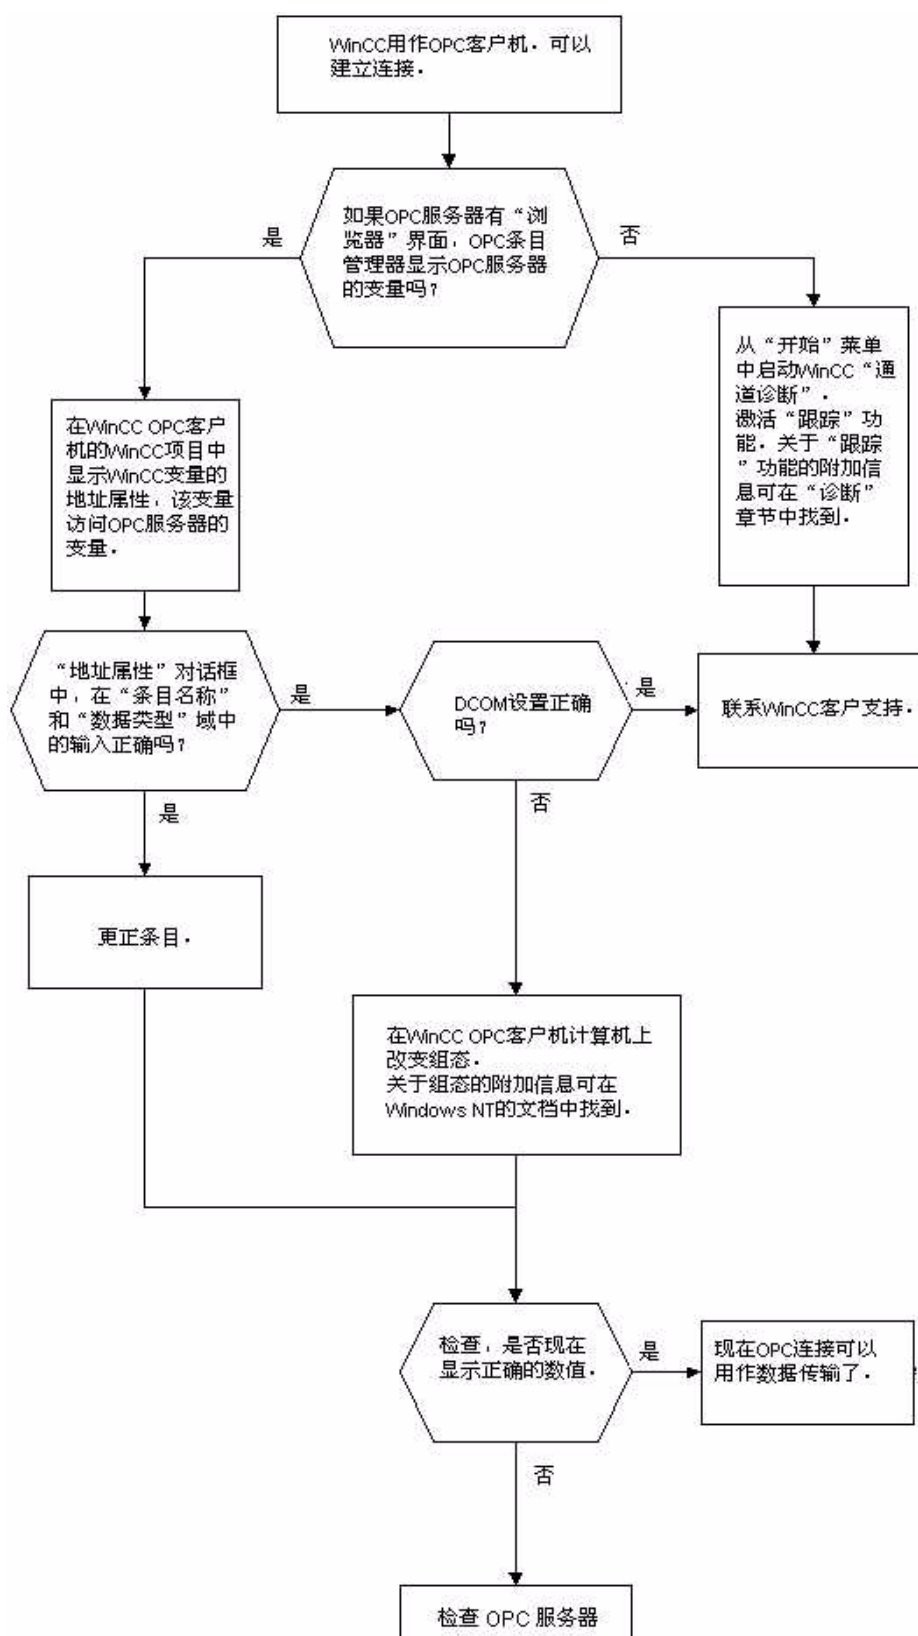 WinCC用作OPC客户机.可以
建立连接.
如果OPC服务器有“浏
览器”界面,OPC条目
管理器显示OPC服务器
的变量吗?
是
否
从“开始”菜单
中启动WinCC“通
道诊断”.
激活“跟踪”功
能.关于“跟踪
”功能的附加信
息可在“诊断”
章节中找到.
在WinCC OPC客户
机的WinCC项目中
显示WinCC变量的
地址属性,该变量
访问OPC服务器的
变量.
“地址属性”对话框
中,在“条目名称”
和“数据类型”域中
的输入正确吗?
是
DCOM设置正确
吗?
是
联系WinCC客户支持.
是
否
更正条目.
在WinCC OPC客户机计算机上
改变组态.
关于组态的附加信息可在
Windows NT的文档中找到.
检查,是否现在
显示正确的数值.
是
现在OPC连接可以
用作数据传输了.
否
检查 OPC 服务器